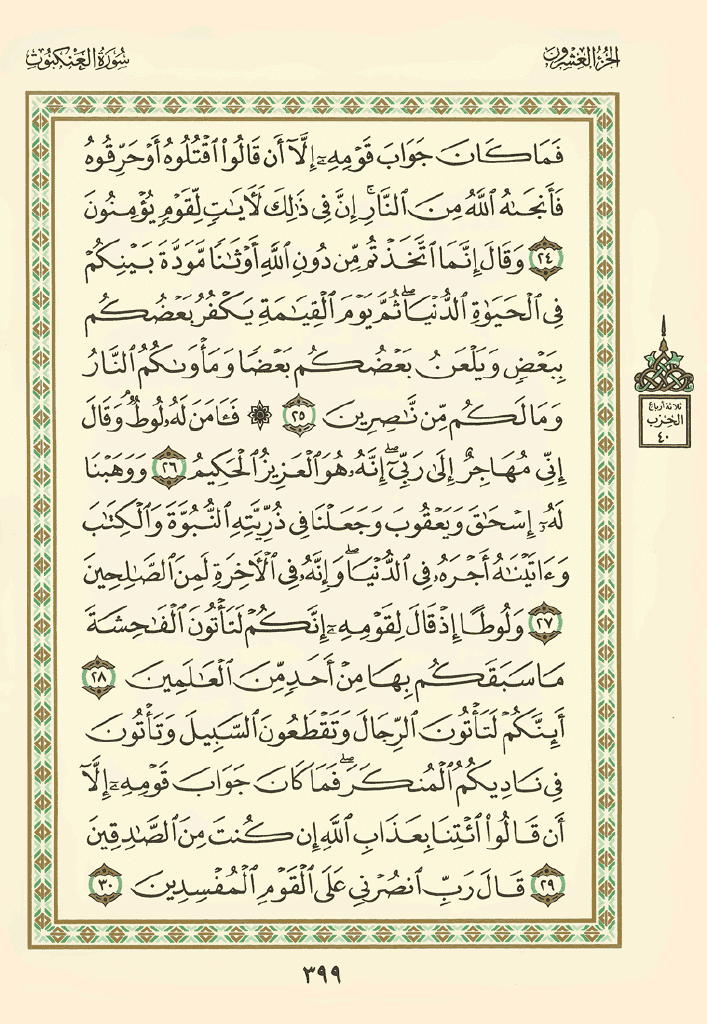 الجزء العشرون
سورة العنكبوت
فَمَا كَانَ جَوَابَ قَوْمِهِۦٓ إِلَّآ أَن قَالُوا۟ ٱقْتُلُوهُ أَوْ حَرِّقُوهُ
فَأَنجَىٰهُ ٱللَّهُ مِنَ ٱلنَّارِ ۚ إِنَّ فِى ذَٰلِكَ لَـَٔايَـٰتٍ لِّقَوْمٍ يُؤْمِنُونَ
٢٤ وَقَالَ إِنَّمَا ٱتَّخَذْتُم مِّن دُونِ ٱللَّهِ أَوْثَـٰنًا مَّوَدَّةَ بَيْنِكُمْ
فِى ٱلْحَيَوٰةِ ٱلدُّنْيَا ۖ ثُمَّ يَوْمَ ٱلْقِيَـٰمَةِ يَكْفُرُ بَعْضُكُم
بِبَعْضٍ وَيَلْعَنُ بَعْضُكُم بَعْضًا وَمَأْوَىٰكُمُ ٱلنَّارُ
وَمَا لَكُم مِّن نَّـٰصِرِينَ ٢٥ ۞ فَـَٔامَنَ لَهُۥ لُوطٌ ۘ وَقَالَ
إِنِّى مُهَاجِرٌ إِلَىٰ رَبِّىٓ ۖ إِنَّهُۥ هُوَ ٱلْعَزِيزُ ٱلْحَكِيمُ ٢٦ وَوَهَبْنَا
لَهُۥٓ إِسْحَـٰقَ وَيَعْقُوبَ وَجَعَلْنَا فِى ذُرِّيَّتِهِ ٱلنُّبُوَّةَ وَٱلْكِتَـٰبَ
وَءَاتَيْنَـٰهُ أَجْرَهُۥ فِى ٱلدُّنْيَا ۖ وَإِنَّهُۥ فِى ٱلْـَٔاخِرَةِ لَمِنَ ٱلصَّـٰلِحِينَ
٢٧ وَلُوطًا إِذْ قَالَ لِقَوْمِهِۦٓ إِنَّكُمْ لَتَأْتُونَ ٱلْفَـٰحِشَةَ
مَا سَبَقَكُم بِهَا مِنْ أَحَدٍ مِّنَ ٱلْعَـٰلَمِينَ ٢٨
أَئِنَّكُمْ لَتَأْتُونَ ٱلرِّجَالَ وَتَقْطَعُونَ ٱلسَّبِيلَ وَتَأْتُونَ
فِى نَادِيكُمُ ٱلْمُنكَرَ ۖ فَمَا كَانَ جَوَابَ قَوْمِهِۦٓ إِلَّآ
أَن قَالُوا۟ ٱئْتِنَا بِعَذَابِ ٱللَّهِ إِن كُنتَ مِنَ ٱلصَّـٰدِقِينَ
٢٩ قَالَ رَبِّ ٱنصُرْنِى عَلَى ٱلْقَوْمِ ٱلْمُفْسِدِينَ ٣٠
ثلاثة أرباع
الحزب
٤٠
٣٩٩